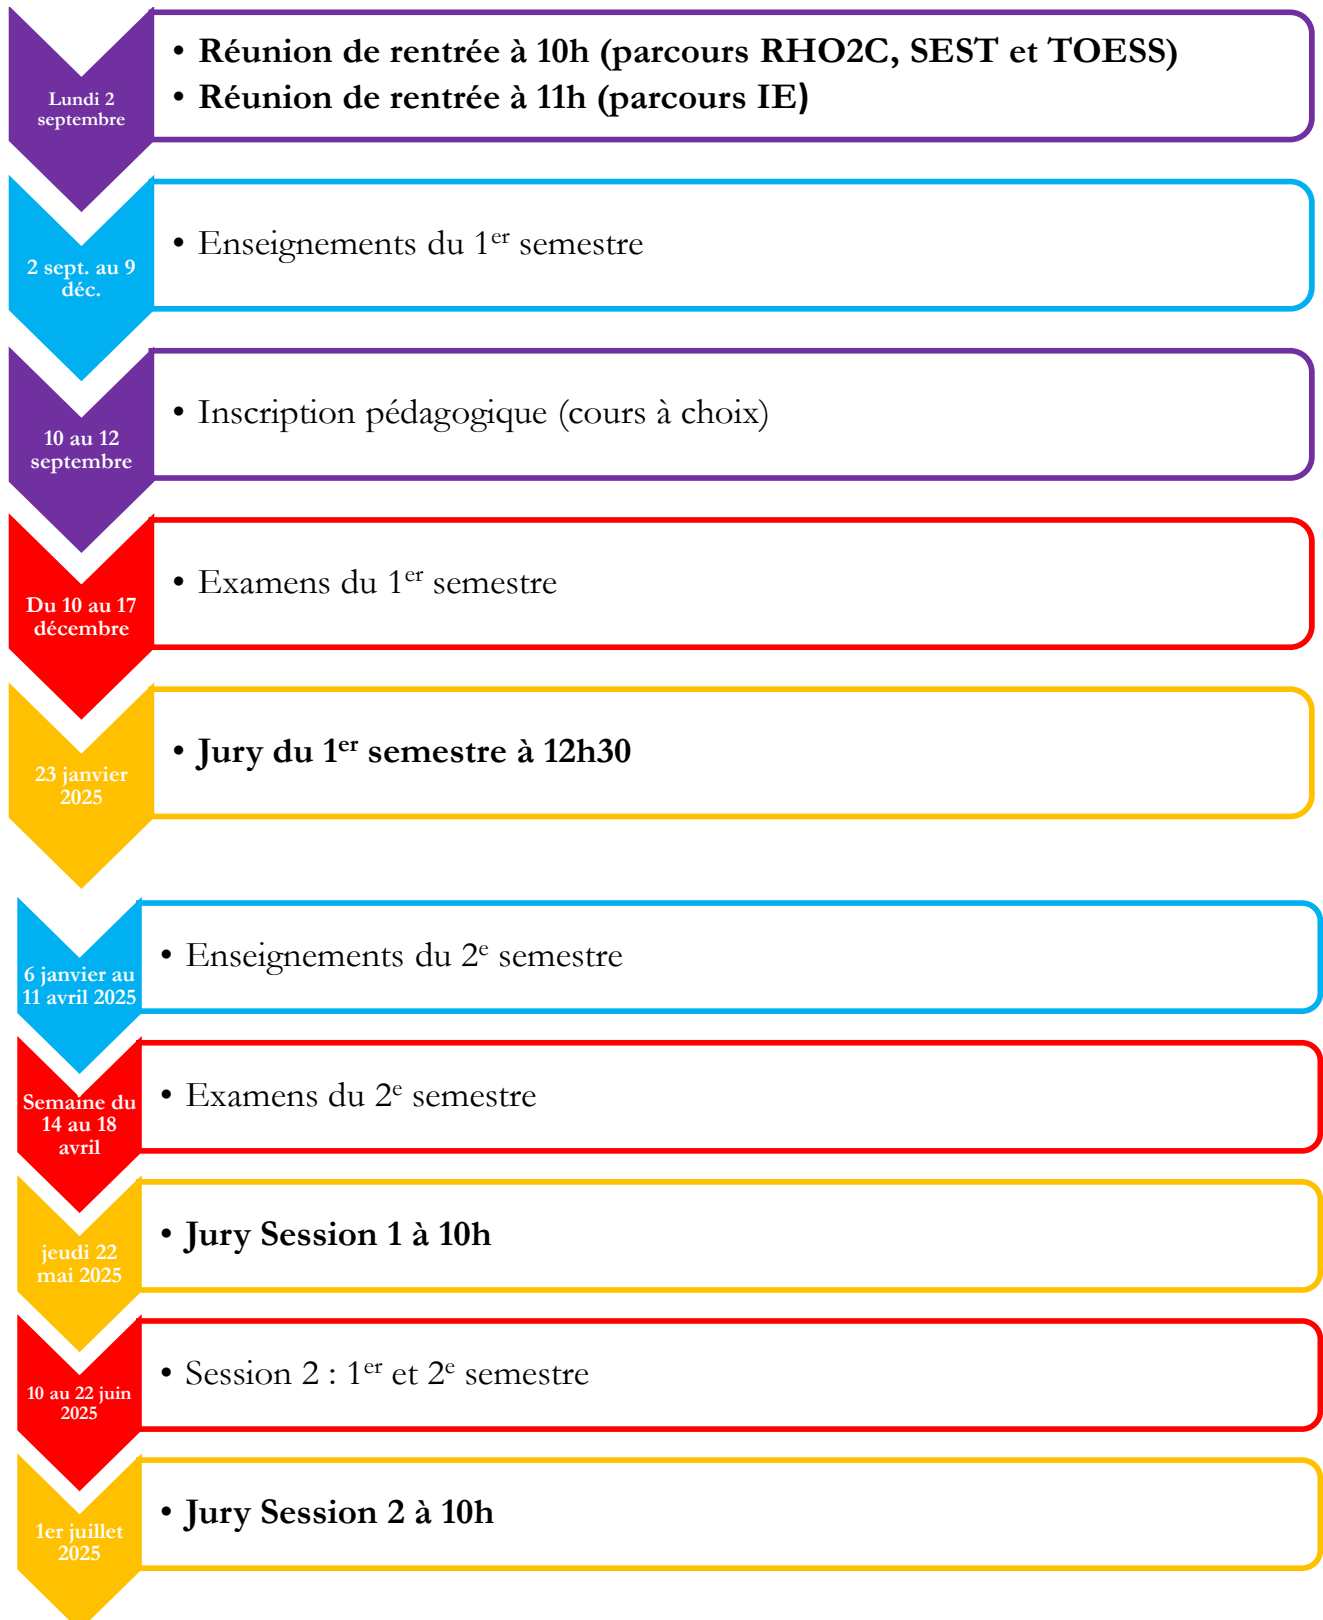 Lundi 2
septembre
• Réunion de rentrée à 10h (parcours RHO2C, SEST et TOESS)
• Réunion de rentrée à 11h (parcours IE)
2 sept. au 9
déc.
• Enseignements du 1er semestre
10 au 12
septembre
• Inscription pédagogique (cours à choix)
Du 10 au 17
décembre
• Examens du 1er semestre
23 janvier
2025
• Jury du 1er semestre à 12h30
6 janvier au
11 avril 2025
• Enseignements du 2e semestre
Semaine du
14 au 18
avril
• Examens du 2e semestre
jeudi 22
mai 2025
• Jury Session 1 à 10h
10 au 22 juin
2025
• Session 2 : 1er et 2e semestre
1er juillet
2025
• Jury Session 2 à 10h